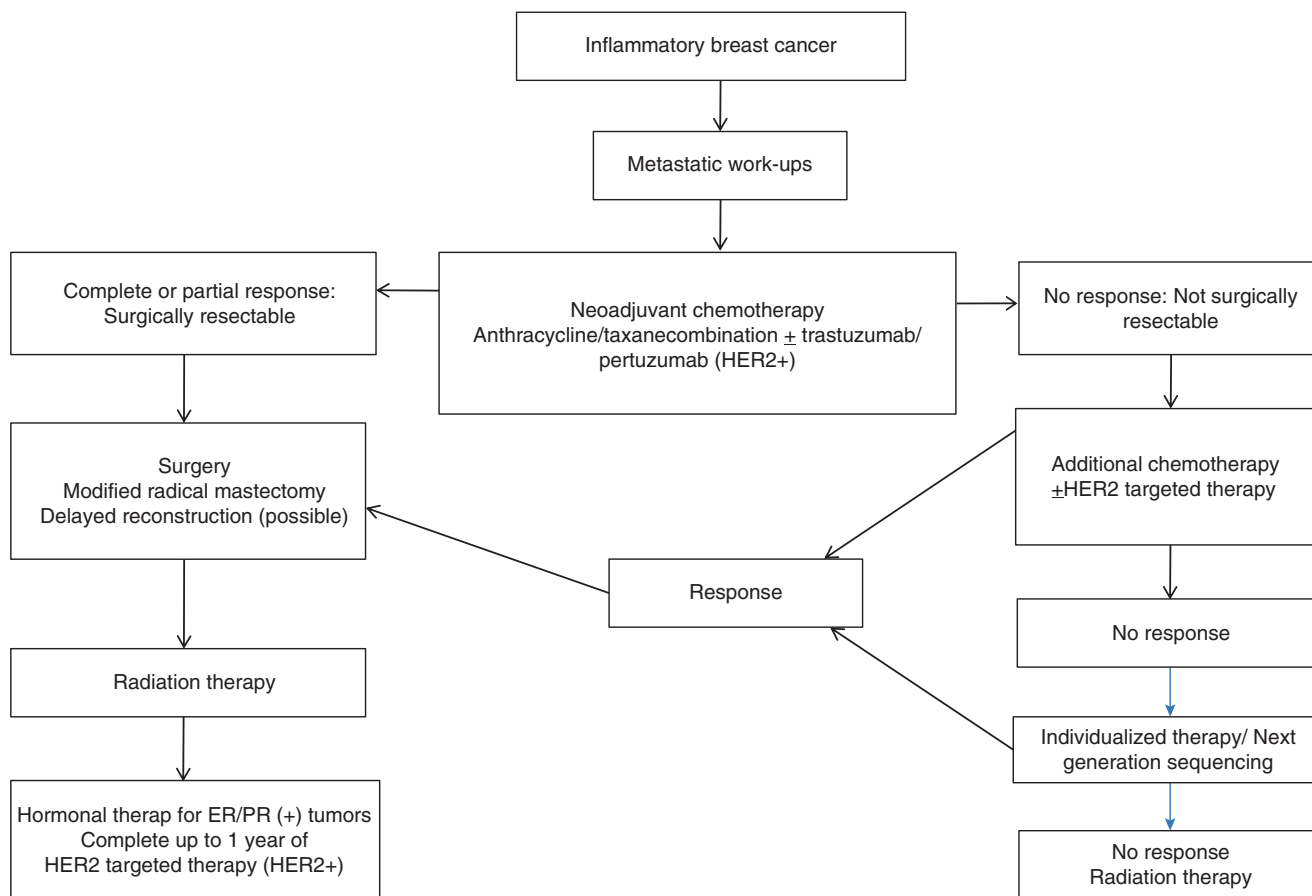 Inflammatory breast cancer
Metastatic work-ups
Neoadjuvant chemotherapy
Anthracycline/taxanecombination ± trastuzumab/
pertuzumab (HER2+)
Complete or partial response:
Surgically resectable
Surgery
Modified radical mastectomy
Delayed reconstruction (possible)
Radiation therapy
Hormonal therap for ER/PR (+) tumors
Complete up to 1 year of
HER2 targeted therapy (HER2+)
No response: Not surgically
resectable
Additional chemotherapy
±HER2 targeted therapy
Response
No response
Individualized therapy/ Next
generation sequencing
No response
Radiation therapy